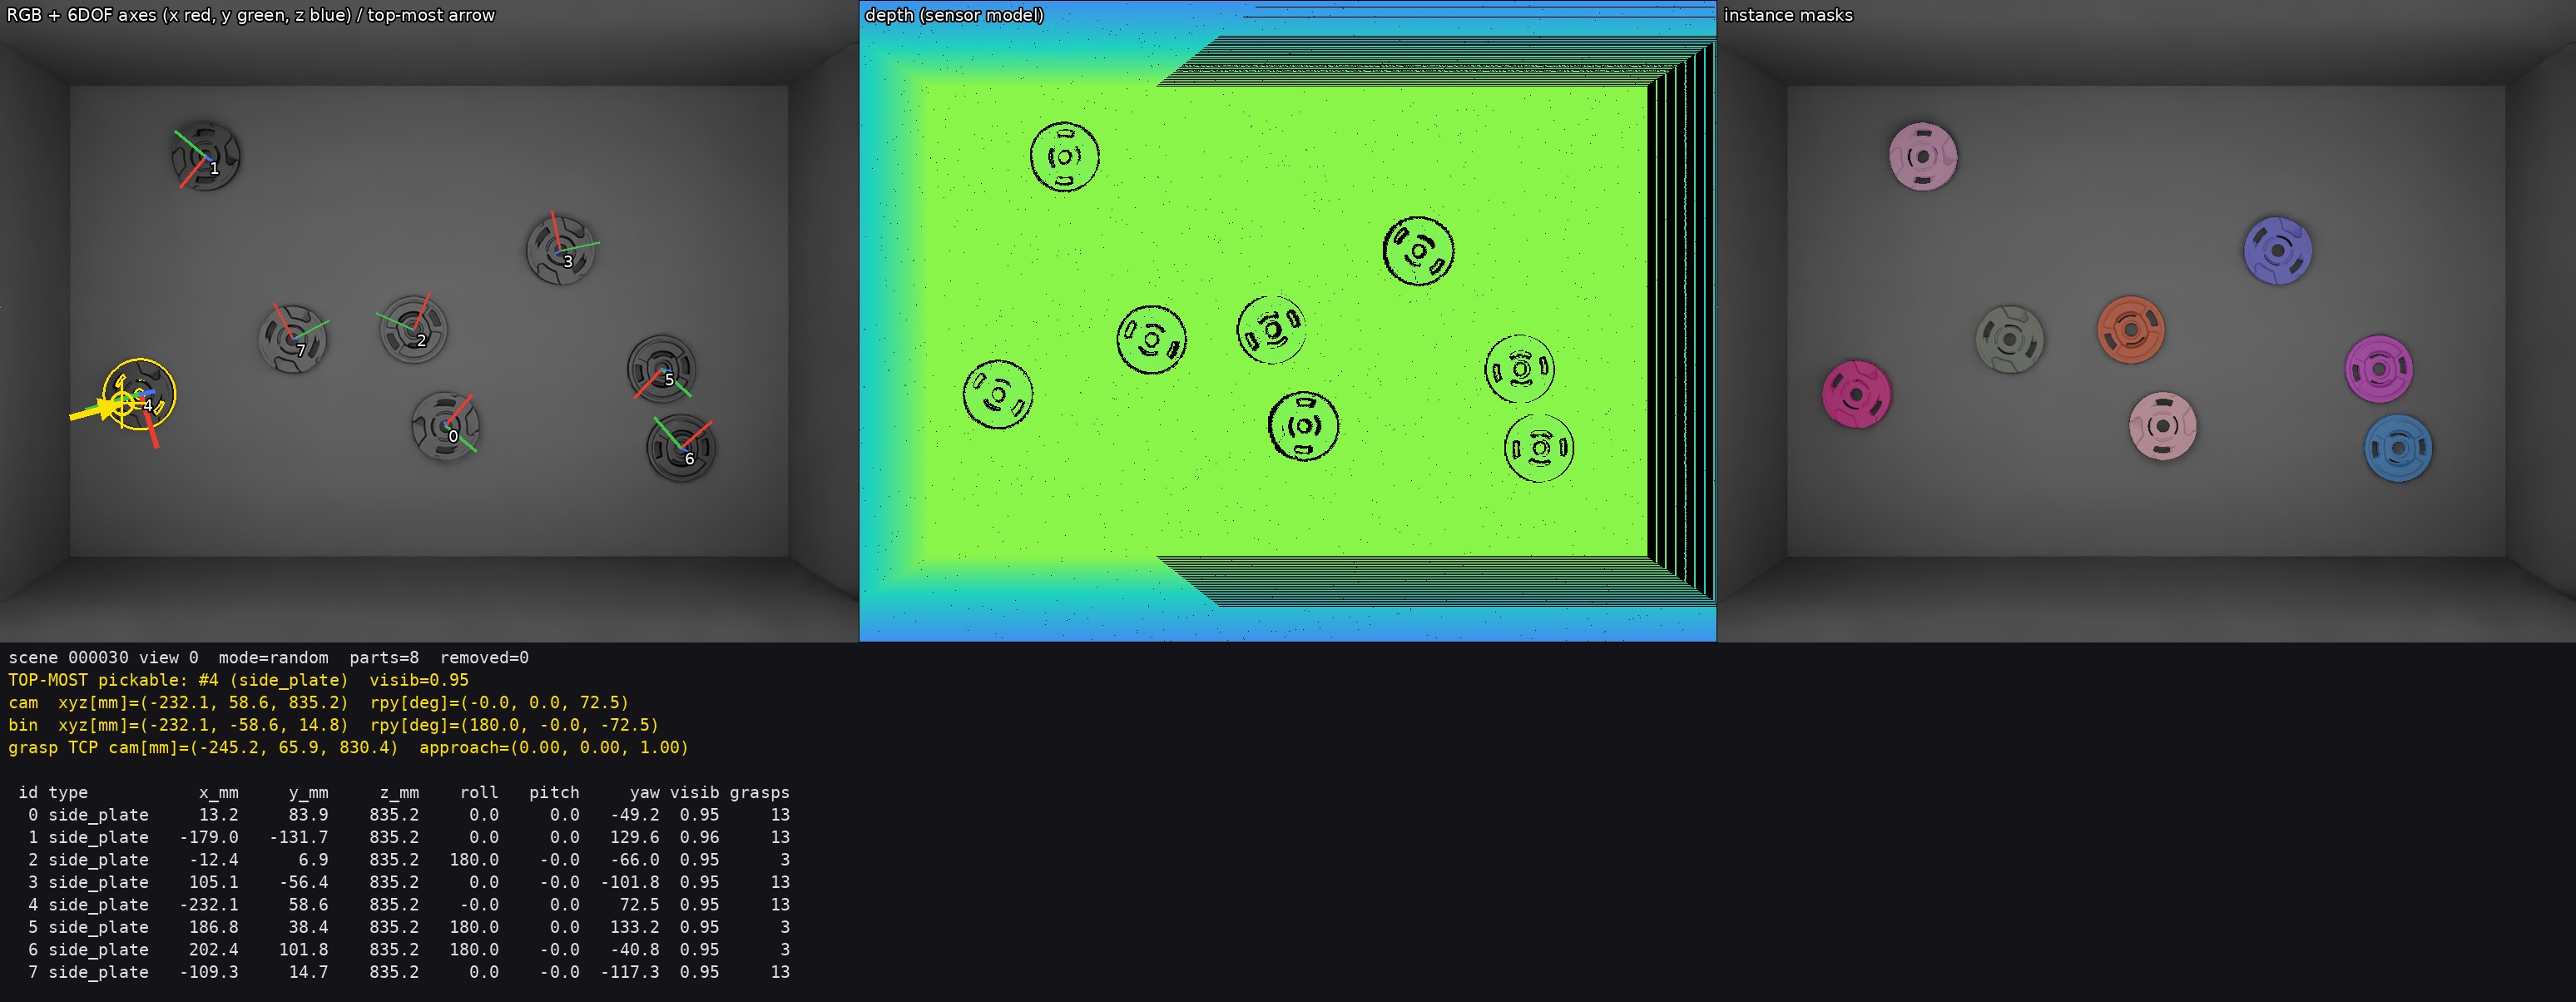 RGB + 6DOF axes (x red, y green, z blue) / top-most arrow
depth (sensor model)
instance masks
1
3
2
7
5
4
0
6
scene 000030 view 0  mode=random  parts=8  removed=0
TOP-MOST pickable: #4 (side_plate)  visib=0.95
cam  xyz[mm]=(-232.1, 58.6, 835.2)  rpy[deg]=(-0.0, 0.0, 72.5)
bin  xyz[mm]=(-232.1, -58.6, 14.8)  rpy[deg]=(180.0, -0.0, -72.5)
grasp TCP cam[mm]=(-245.2, 65.9, 830.4)  approach=(0.00, 0.00, 1.00)
id type x_mm y_mm z_mm roll pitch yaw visib grasps
0 side_plate 13.2 83.9 835.2 0.0 0.0 -49.2 0.95 13
1 side_plate -179.0 -131.7 835.2 0.0 0.0 129.6 0.96 13
2 side_plate -12.4 6.9 835.2 180.0 -0.0 -66.0 0.95 3
3 side_plate 105.1 -56.4 835.2 0.0 -0.0 -101.8 0.95 13
4 side_plate -232.1 58.6 835.2 -0.0 0.0 72.5 0.95 13
5 side_plate 186.8 38.4 835.2 180.0 0.0 133.2 0.95 3
6 side_plate 202.4 101.8 835.2 180.0 -0.0 -40.8 0.95 3
7 side_plate -109.3 14.7 835.2 0.0 -0.0 -117.3 0.95 13